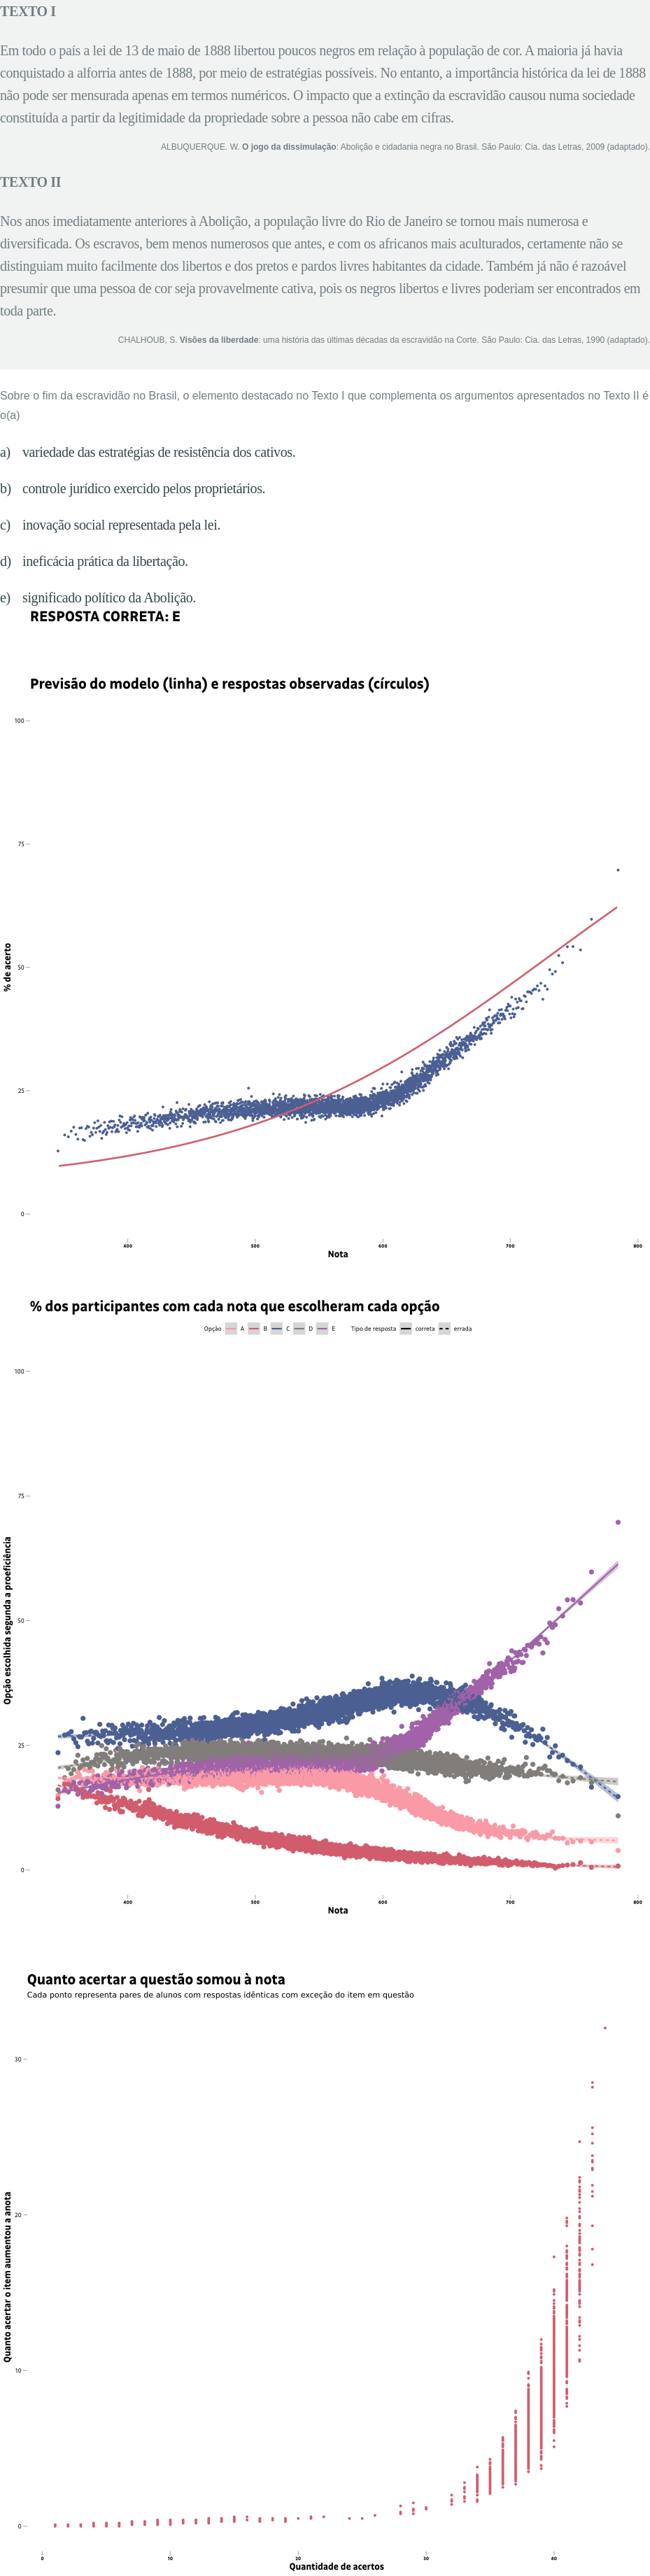 TEXTO I
Em todo o país a lei de 13 de maio de 1888 libertou poucos negros em relação à população de cor. A maioria já havia
conquistado a alforria antes de 1888, por meio de estratégias possíveis. No entanto, a importância histórica da lei de 1888
não pode ser mensurada apenas em termos numéricos. O impacto que a extinção da escravidão causou numa sociedade
constituída a partir da legitimidade da propriedade sobre a pessoa não cabe em cifras.
ALBUQUERQUE. W. O jogo da dissimulação: Abolição e cidadania negra no Brasil. São Paulo: Cia. das Letras, 2009 (adaptado).
TEXTO II
Nos anos imediatamente anteriores à Abolição, a população livre do Rio de Janeiro se tornou mais numerosa e
diversificada. Os escravos, bem menos numerosos que antes, e com os africanos mais aculturados, certamente não se
distinguiam muito facilmente dos libertos e dos pretos e pardos livres habitantes da cidade. Também já não é razoável
presumir que uma pessoa de cor seja provavelmente cativa, pois os negros libertos e livres poderiam ser encontrados em
toda parte.
CHALHOUB, S. Visões da liberdade: uma história das últimas décadas da escravidão na Corte. São Paulo: Cia. das Letras, 1990 (adaptado).
Sobre o fim da escravidão no Brasil, o elemento destacado no Texto I que complementa os argumentos apresentados no Texto II é
o(a)
a) variedade das estratégias de resistência dos cativos.
b) controle jurídico exercido pelos proprietários.
c) inovação social representada pela lei.
d) ineficácia prática da libertação.
e) significado político da Abolição.
RESPOSTA CORRETA: E
Previsão do modelo (linha) e respostas observadas (círculos)
100
75
50
25
0
% de acerto
400 500 600 700 800
Nota
% dos participantes com cada nota que escolheram cada opção
Opção A B C D E Tipo de resposta correta errada
100
75
50
25
0
Opção escolhida segunda a proeficiência
400 500 600 700 800
Nota
Quanto acertar a questão somou à nota
Cada ponto representa pares de alunos com respostas idênticas com exceção do item em questão
30
20
10
0
Quanto acertar o item aumentou a anota
0 10 20 30 40
Quantidade de acertos